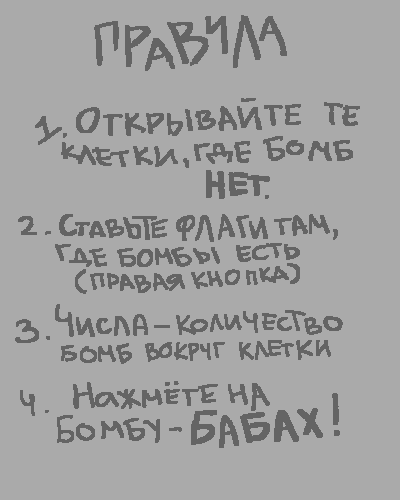 ПРАВИЛА
1. ОТКРЫВАЙТЕ ТЕ
КЛЕТКИ, ГДЕ БОМБ
НЕТ.
2. СТАВЬТЕ ФЛАГИ ТАМ,
ГДЕ БОМБЫ ЕСТЬ
(ПРАВАЯ КНОПКА)
3. ЧИСЛА – КОЛИЧЕСТВО
БОМБ ВОКРУГ КЛЕТКИ
4. НАЖМЁТЕ НА
БОМБУ – БАБАХ!